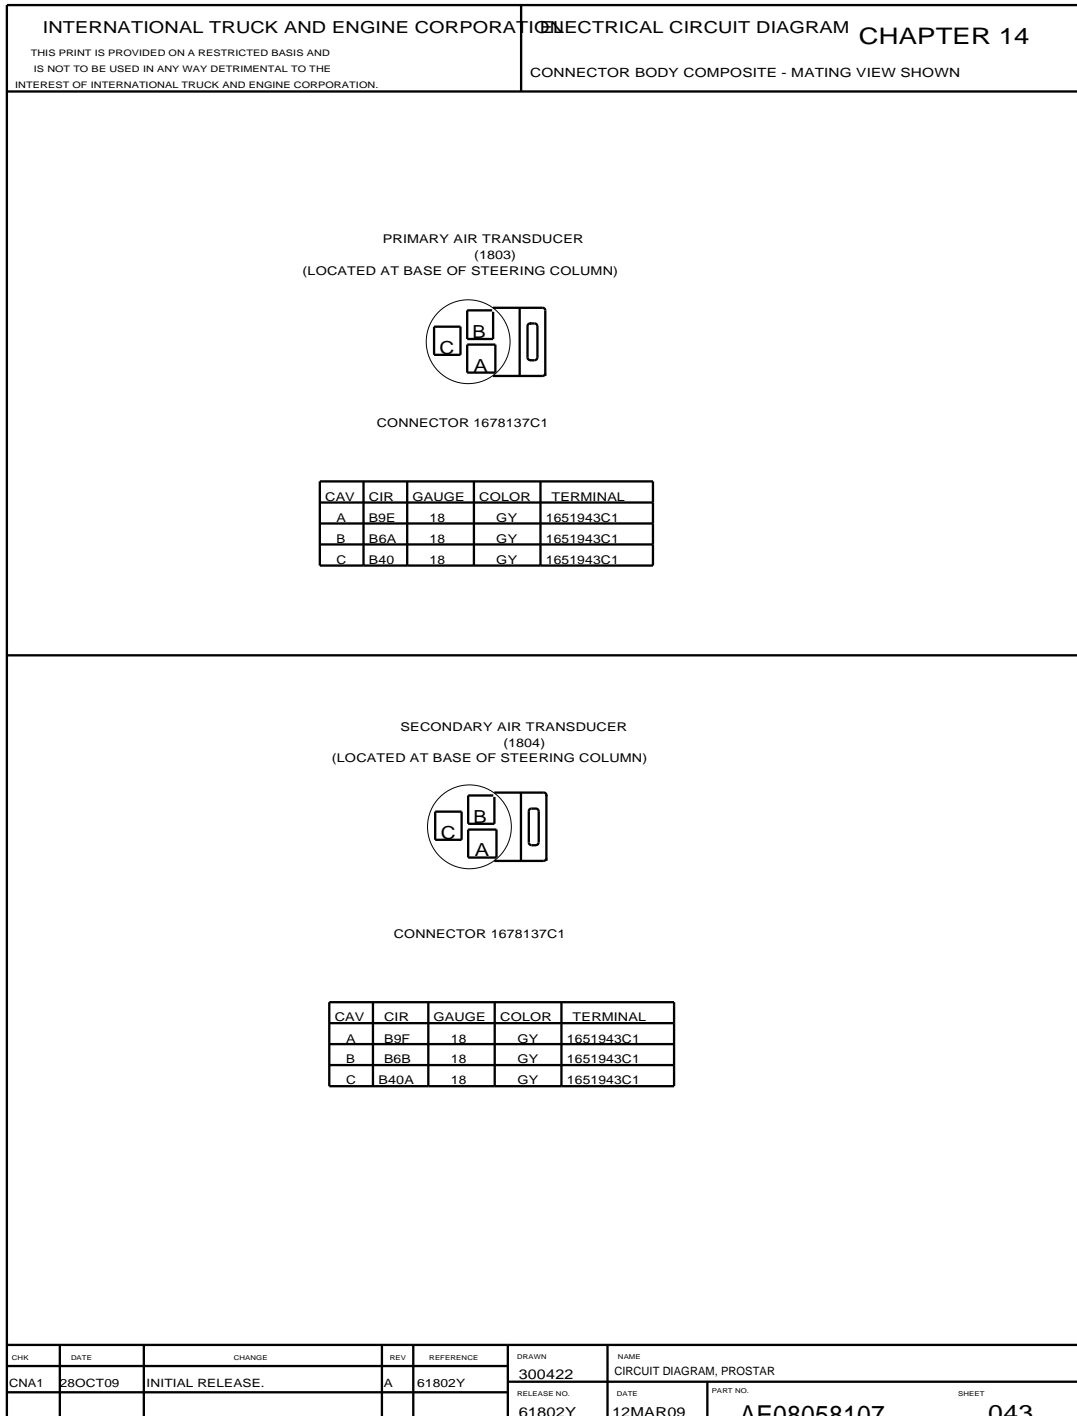 INTERNATIONAL TRUCK AND ENGINE CORPORATION
THIS PRINT IS PROVIDED ON A RESTRICTED BASIS AND
IS NOT TO BE USED IN ANY WAY DETRIMENTAL TO THE
INTEREST OF INTERNATIONAL TRUCK AND ENGINE CORPORATION.
ELECTRICAL CIRCUIT DIAGRAM CHAPTER 14
CONNECTOR BODY COMPOSITE - MATING VIEW SHOWN
PRIMARY AIR TRANSDUCER
(1803)
(LOCATED AT BASE OF STEERING COLUMN)
B
C
A
CONNECTOR 1678137C1
CAV CIR GAUGE COLOR TERMINAL
A B9E 18 GY 1651943C1
B B6A 18 GY 1651943C1
C B40 18 GY 1651943C1
SECONDARY AIR TRANSDUCER
(1804)
(LOCATED AT BASE OF STEERING COLUMN)
B
C
A
CONNECTOR 1678137C1
CAV CIR GAUGE COLOR TERMINAL
A B9F 18 GY 1651943C1
B B6B 18 GY 1651943C1
C B40A 18 GY 1651943C1
CHK DATE CHANGE REV REFERENCE
CNA1 28OCT09 INITIAL RELEASE. A 61802Y
DRAWN
300422
NAME
CIRCUIT DIAGRAM, PROSTAR
RELEASE NO.
61802Y
DATE
12MAR09
PART NO.
AE08058107
SHEET
043